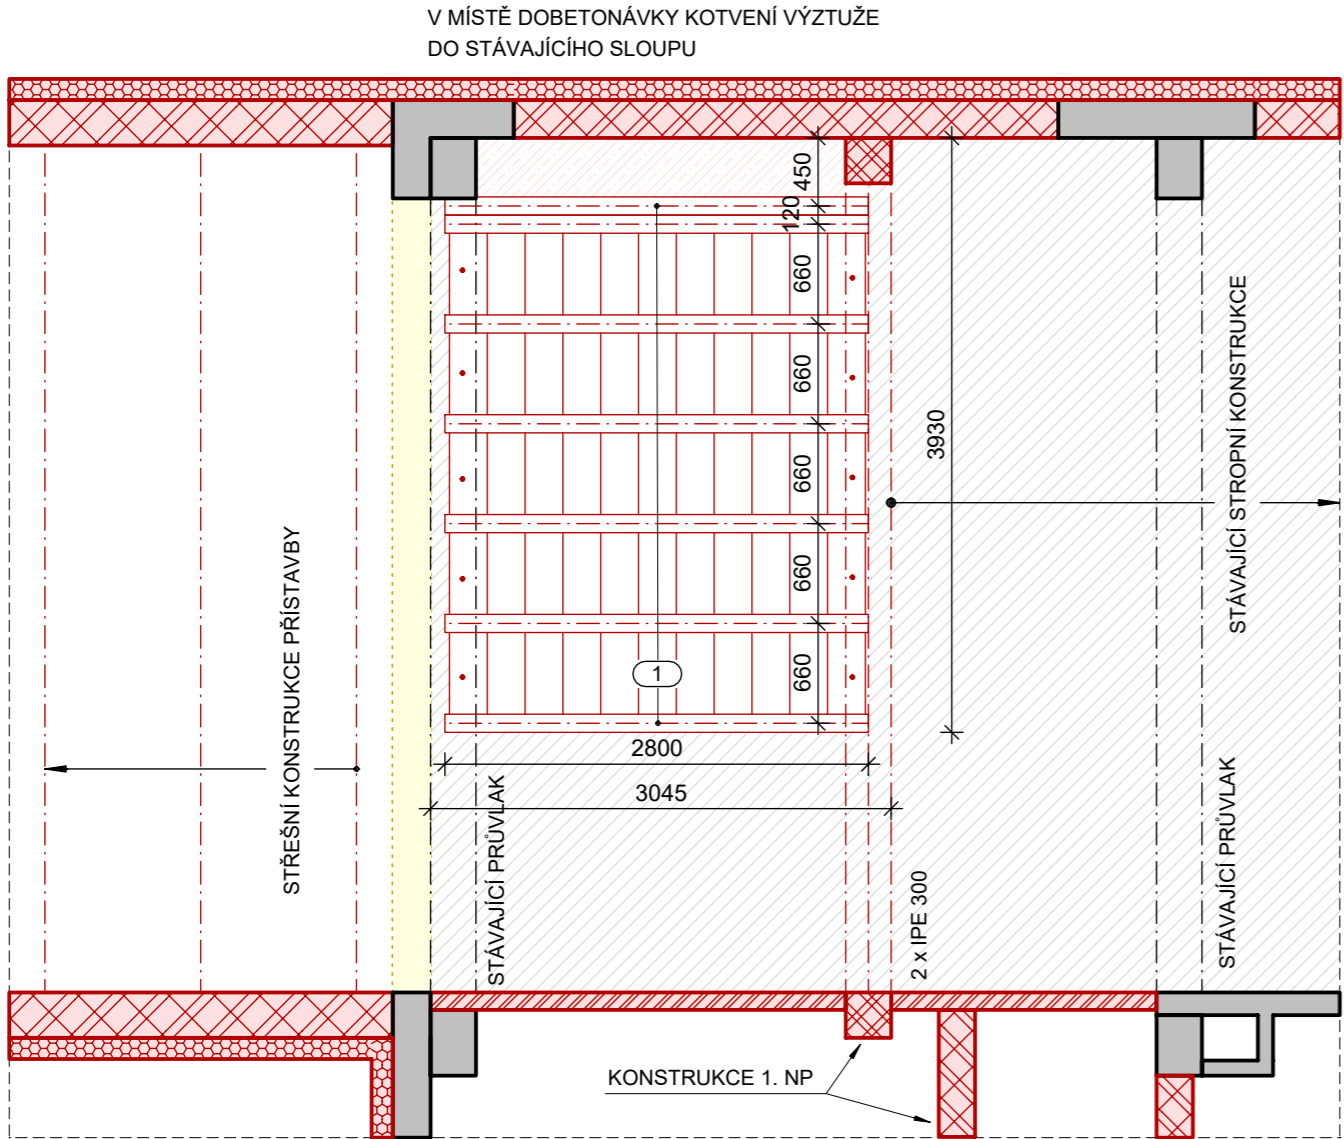 V MÍSTĚ DOBETONÁVKY KOTVENÍ VÝZTUŽE
DO STÁVAJÍCÍHO SLOUPU
450
120
660
660
660
660
660
3930
STÁVAJÍCÍ STROPNÍ KONSTRUKCE
STŘEŠNÍ KONSTRUKCE PŘÍSTAVBY
1
2800
3045
STÁVAJÍCÍ PRŮVLAK
2 x IPE 300
STÁVAJÍCÍ PRŮVLAK
KONSTRUKCE 1. NP